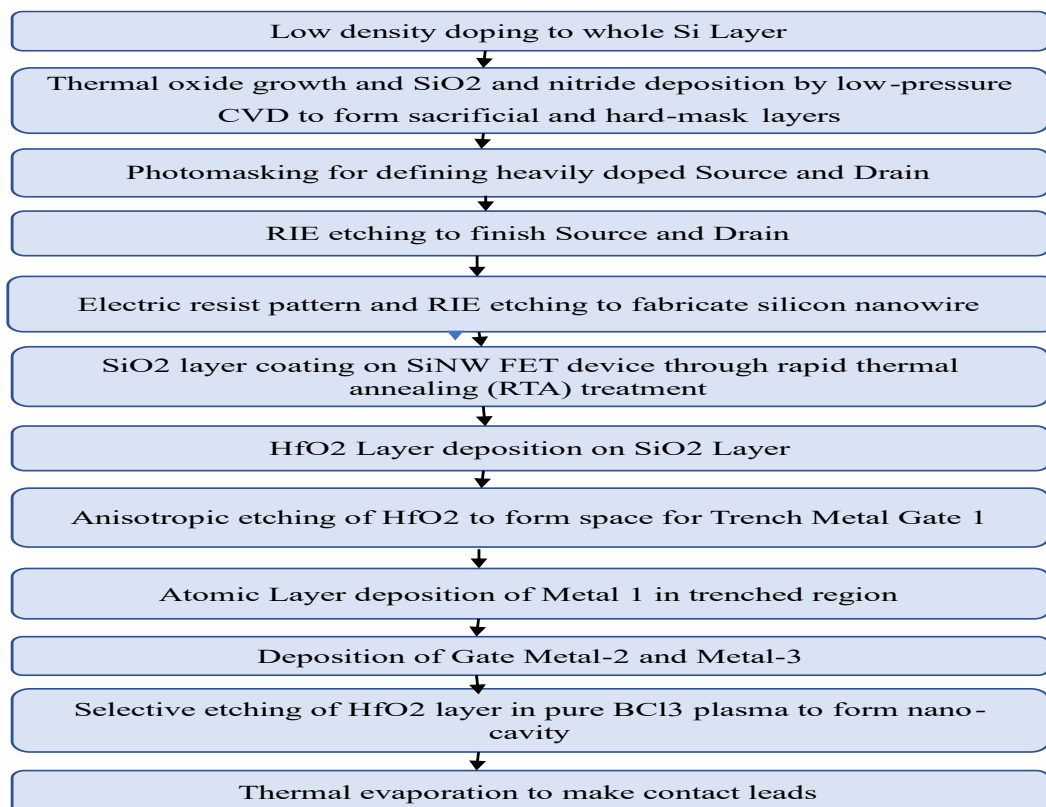 Low density doping to whole Si Layer
Thermal oxide growth and SiO2 and nitride deposition by low-pressure
CVD to form sacrificial and hard-mask layers
Photomasking for defining heavily doped Source and Drain
RIE etching to finish Source and Drain
Electric resist pattern and RIE etching to fabricate silicon nanowire
SiO2 layer coating on SiNW FET device through rapid thermal
annealing (RTA) treatment
HfO2 Layer deposition on SiO2 Layer
Anisotropic etching of HfO2 to form space for Trench Metal Gate 1
Atomic Layer deposition of Metal 1 in trenched region
Deposition of Gate Metal-2 and Metal-3
Selective etching of HfO2 layer in pure BCl3 plasma to form nano-
cavity
Thermal evaporation to make contact leads